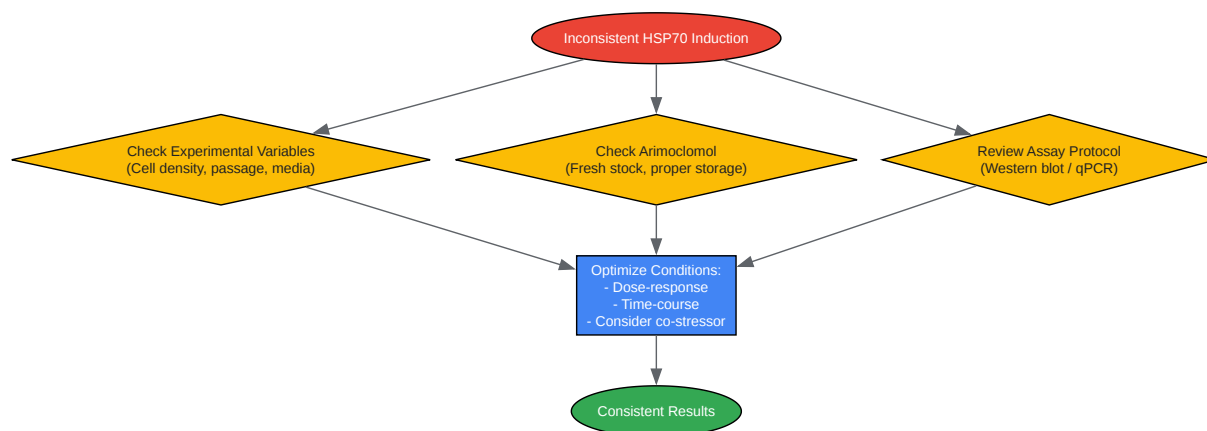 Inconsistent HSP70 Induction
Check Experimental Variables
(Cell density, passage, media)
Check Arimoclomol
(Fresh stock, proper storage)
Review Assay Protocol
(Western blot / qPCR)
Optimize Conditions:
- Dose-response
- Time-course
- Consider co-stressor
Consistent Results